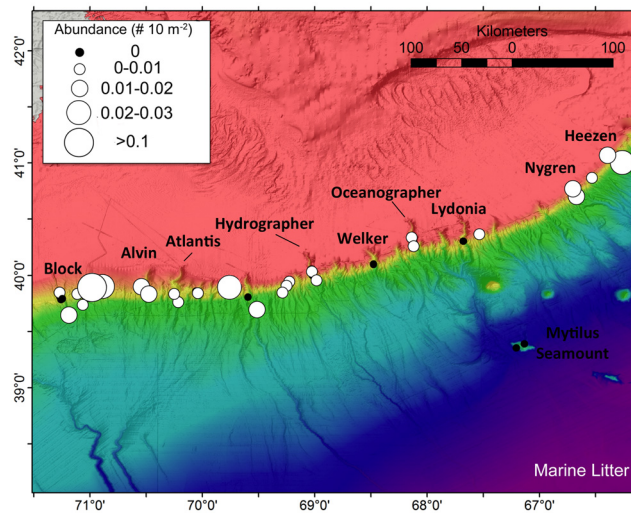 Abundance (# 10 m-2)
0
0-0.01
0.01-0.02
0.02-0.03
>0.1
Kilometers
100 50 0 100
42°0'
41°0'
40°0'
39°0'
Heezen
Nygren
Oceanographer
Lydonia
Hydrographer
Welker
Alvin
Atlantis
Block
Mytilus
Seamount
Marine Litter
71°0' 70°0' 69°0' 68°0' 67°0'